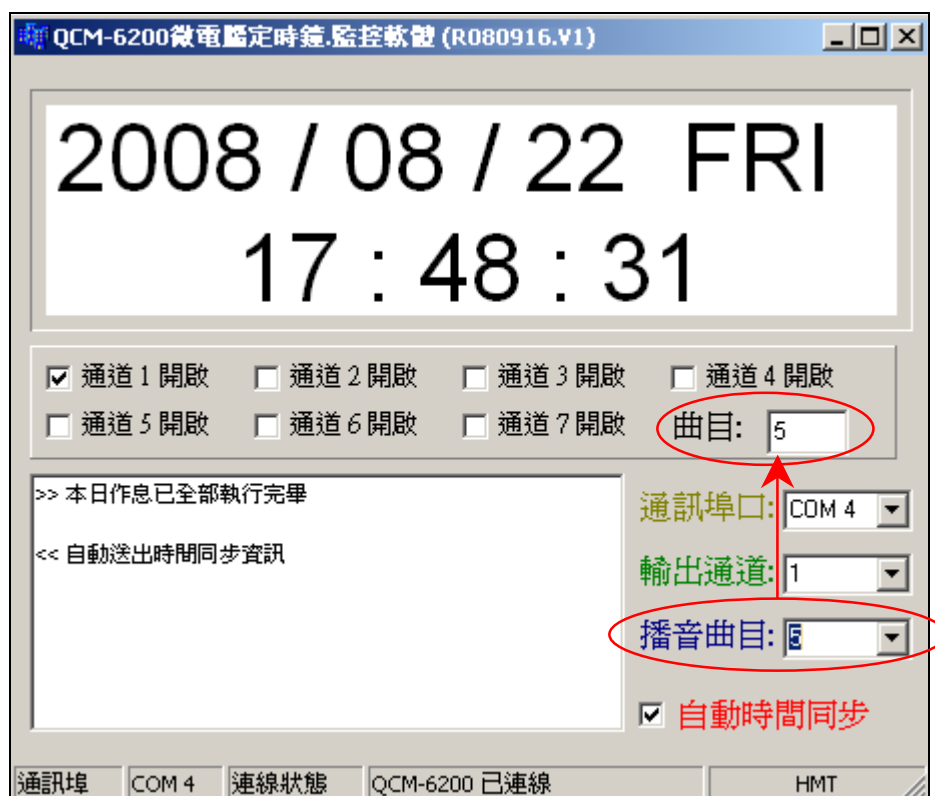 QCM-6200微電腦定時鐘.監控軟體 (R080916.V1)
2008 / 08 / 22 FRI
17 : 48 : 31
通道 1 開啟 通道 2 開啟 通道 3 開啟 通道 4 開啟
通道 5 開啟 通道 6 開啟 通道 7 開啟 曲目: 5
>> 本日作息已全部執行完畢
<< 自動送出時間同步資訊
通訊埠口: COM 4
輸出通道: 1
播音曲目: 5
自動時間同步
通訊埠 COM 4 連線狀態 QCM-6200 已連線 HMT